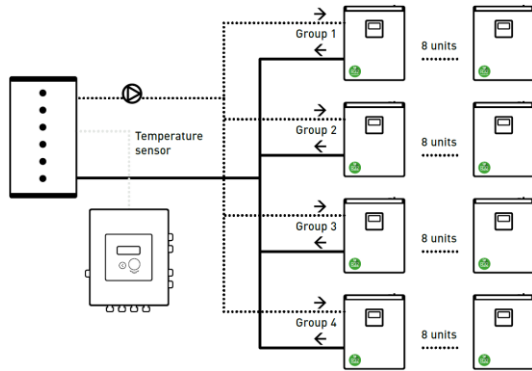 Group 1
8 units
Temperature
sensor
Group 2
8 units
Group 3
8 units
Group 4
8 units